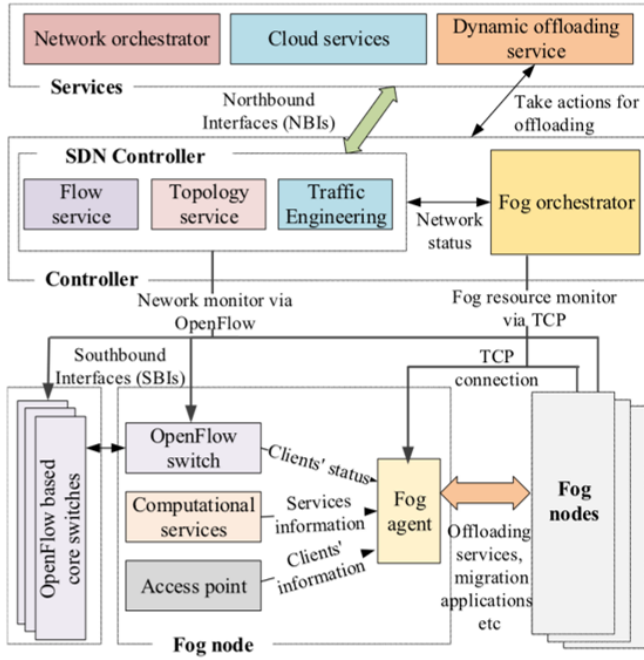 Network orchestrator
Cloud services
Dynamic offloading
service
Services
Northbound
Interfaces (NBIs)
Take actions for
offloading
SDN Controller
Flow
service
Topology
service
Traffic
Engineering
Network
status
Fog orchestrator
Controller
Nework monitor via
OpenFlow
Fog resource monitor
via TCP
Southbound
Interfaces (SBIs)
TCP
connection
OpenFlow based
core switches
OpenFlow
switch
Clients' status
Computational
services
Services
information
Fog
agent
Access point
Clients'
information
Fog
nodes
Offloading
services,
migration
applications
etc
Fog node